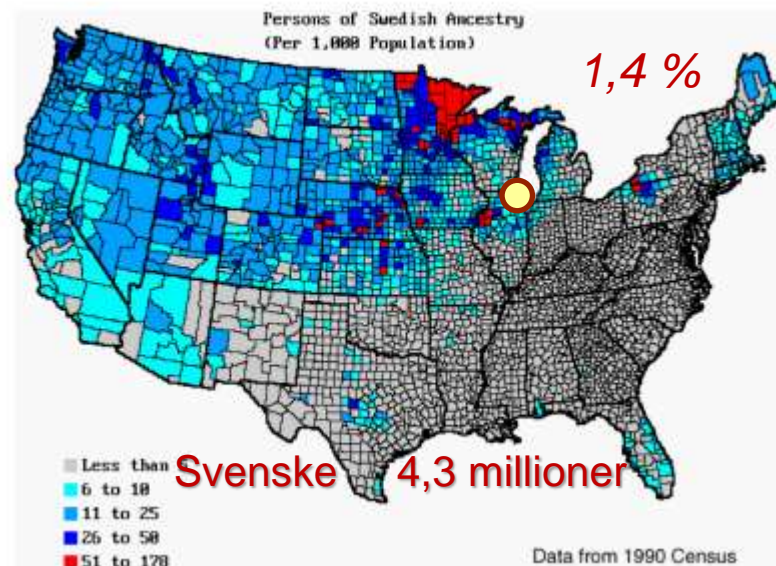 Persons of Swedish Ancestry
(Per 1,000 Population)
1,4 %
Less than
Svenske 4,3 millioner
6 to 10
11 to 25
26 to 50
51 to 178
Data from 1990 Census